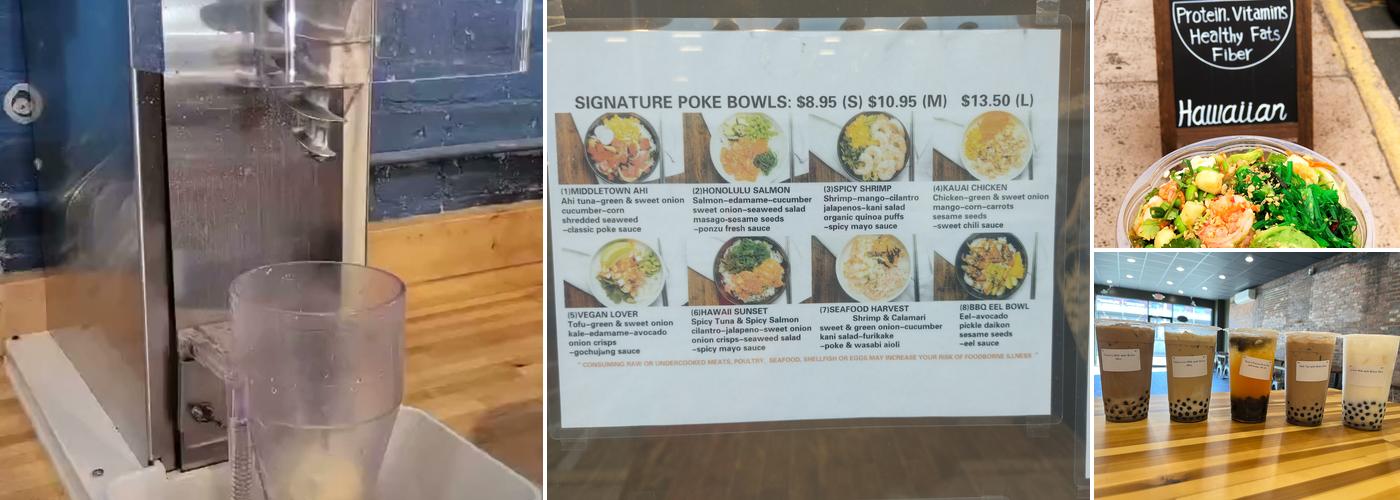 SIGNATURE POKE BOWLS: $8.95 (S) $10.95 (M) $13.50 (L)
(1)MIDDLETOWN AHI
Ahi tuna-green & sweet onion
cucumber-corn
shredded seaweed
-classic poke sauce
(2)HONOLULU SALMON
Salmon-edamame-cucumber
sweet onion-seaweed salad
masago-sesame seeds
-ponzu fresh sauce
(3)SPICY SHRIMP
Shrimp-mango-cilantro
jalapenos-kani salad
organic quinoa puffs
-spicy mayo sauce
(4)KAUAI CHICKEN
Chicken-green & sweet onion
mango-corn-carrots
sesame seeds
-sweet chili sauce
(5)VEGAN LOVER
Tofu-green & sweet onion
kale-edamame-avocado
onion crisps
-gochujang sauce
(6)HAWAII SUNSET
Spicy Tuna & Spicy Salmon
cilantro-jalapeno-sweet onion
onion crisps-seaweed salad
-spicy mayo sauce
(7)SEAFOOD HARVEST
Shrimp & Calamari
sweet & green onion-cucumber
kani salad-furikake
-poke & wasabi aioli
(8)BBQ EEL BOWL
Eel-avocado
pickle daikon
sesame seeds
-eel sauce
* CONSUMING RAW OR UNDERCOOKED MEATS, POULTRY, SEAFOOD, SHELLFISH OR EGGS MAY INCREASE YOUR RISK OF FOODBORNE ILLNESS *
Protein. Vitamins
Healthy Fats
Fiber
Hawaiian